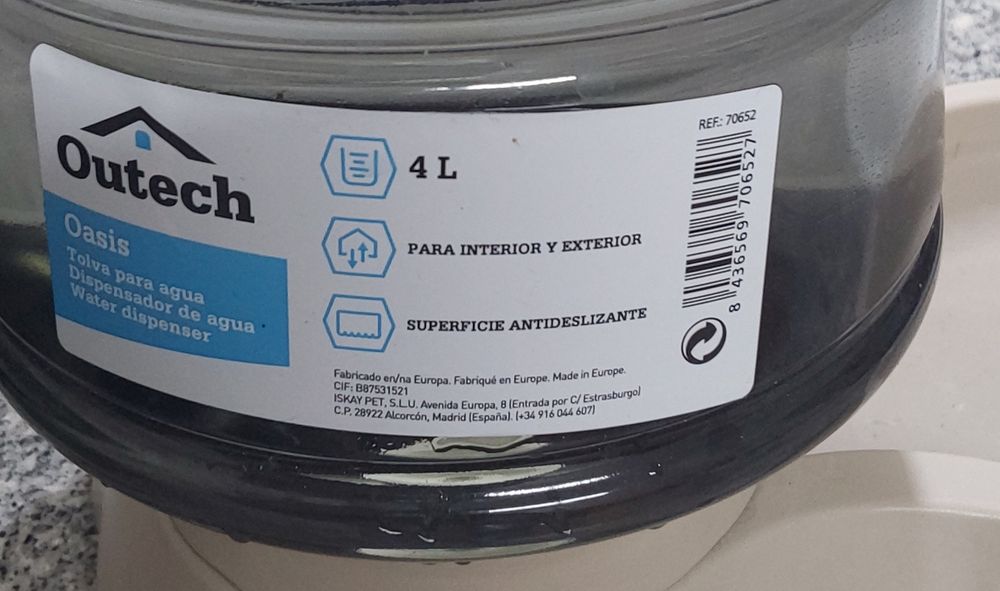 Outech
Oasis
Tolva para agua
Dispensador de agua
Water dispenser
4 L
PARA INTERIOR Y EXTERIOR
SUPERFICIE ANTIDESLIZANTE
Fabricado en/na Europa. Fabriqué en Europe. Made in Europe.
CIF: B87531521
ISKAY PET, S.L.U. Avenida Europa, 8 (Entrada por C/ Estrasburgo)
C.P. 28922 Alcorcón, Madrid (España). (+34 916 044 607)
REF.: 70652
8 436569 706527